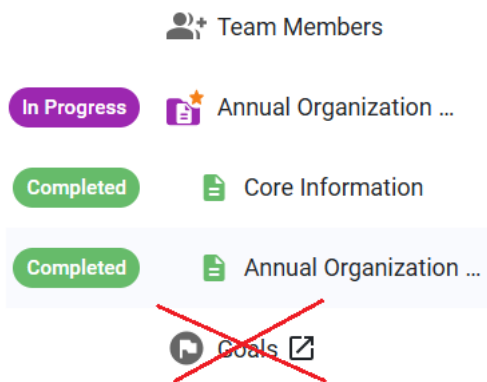 Team Members
In Progress Annual Organization ...
Completed Core Information
Completed Annual Organization ...
Goals